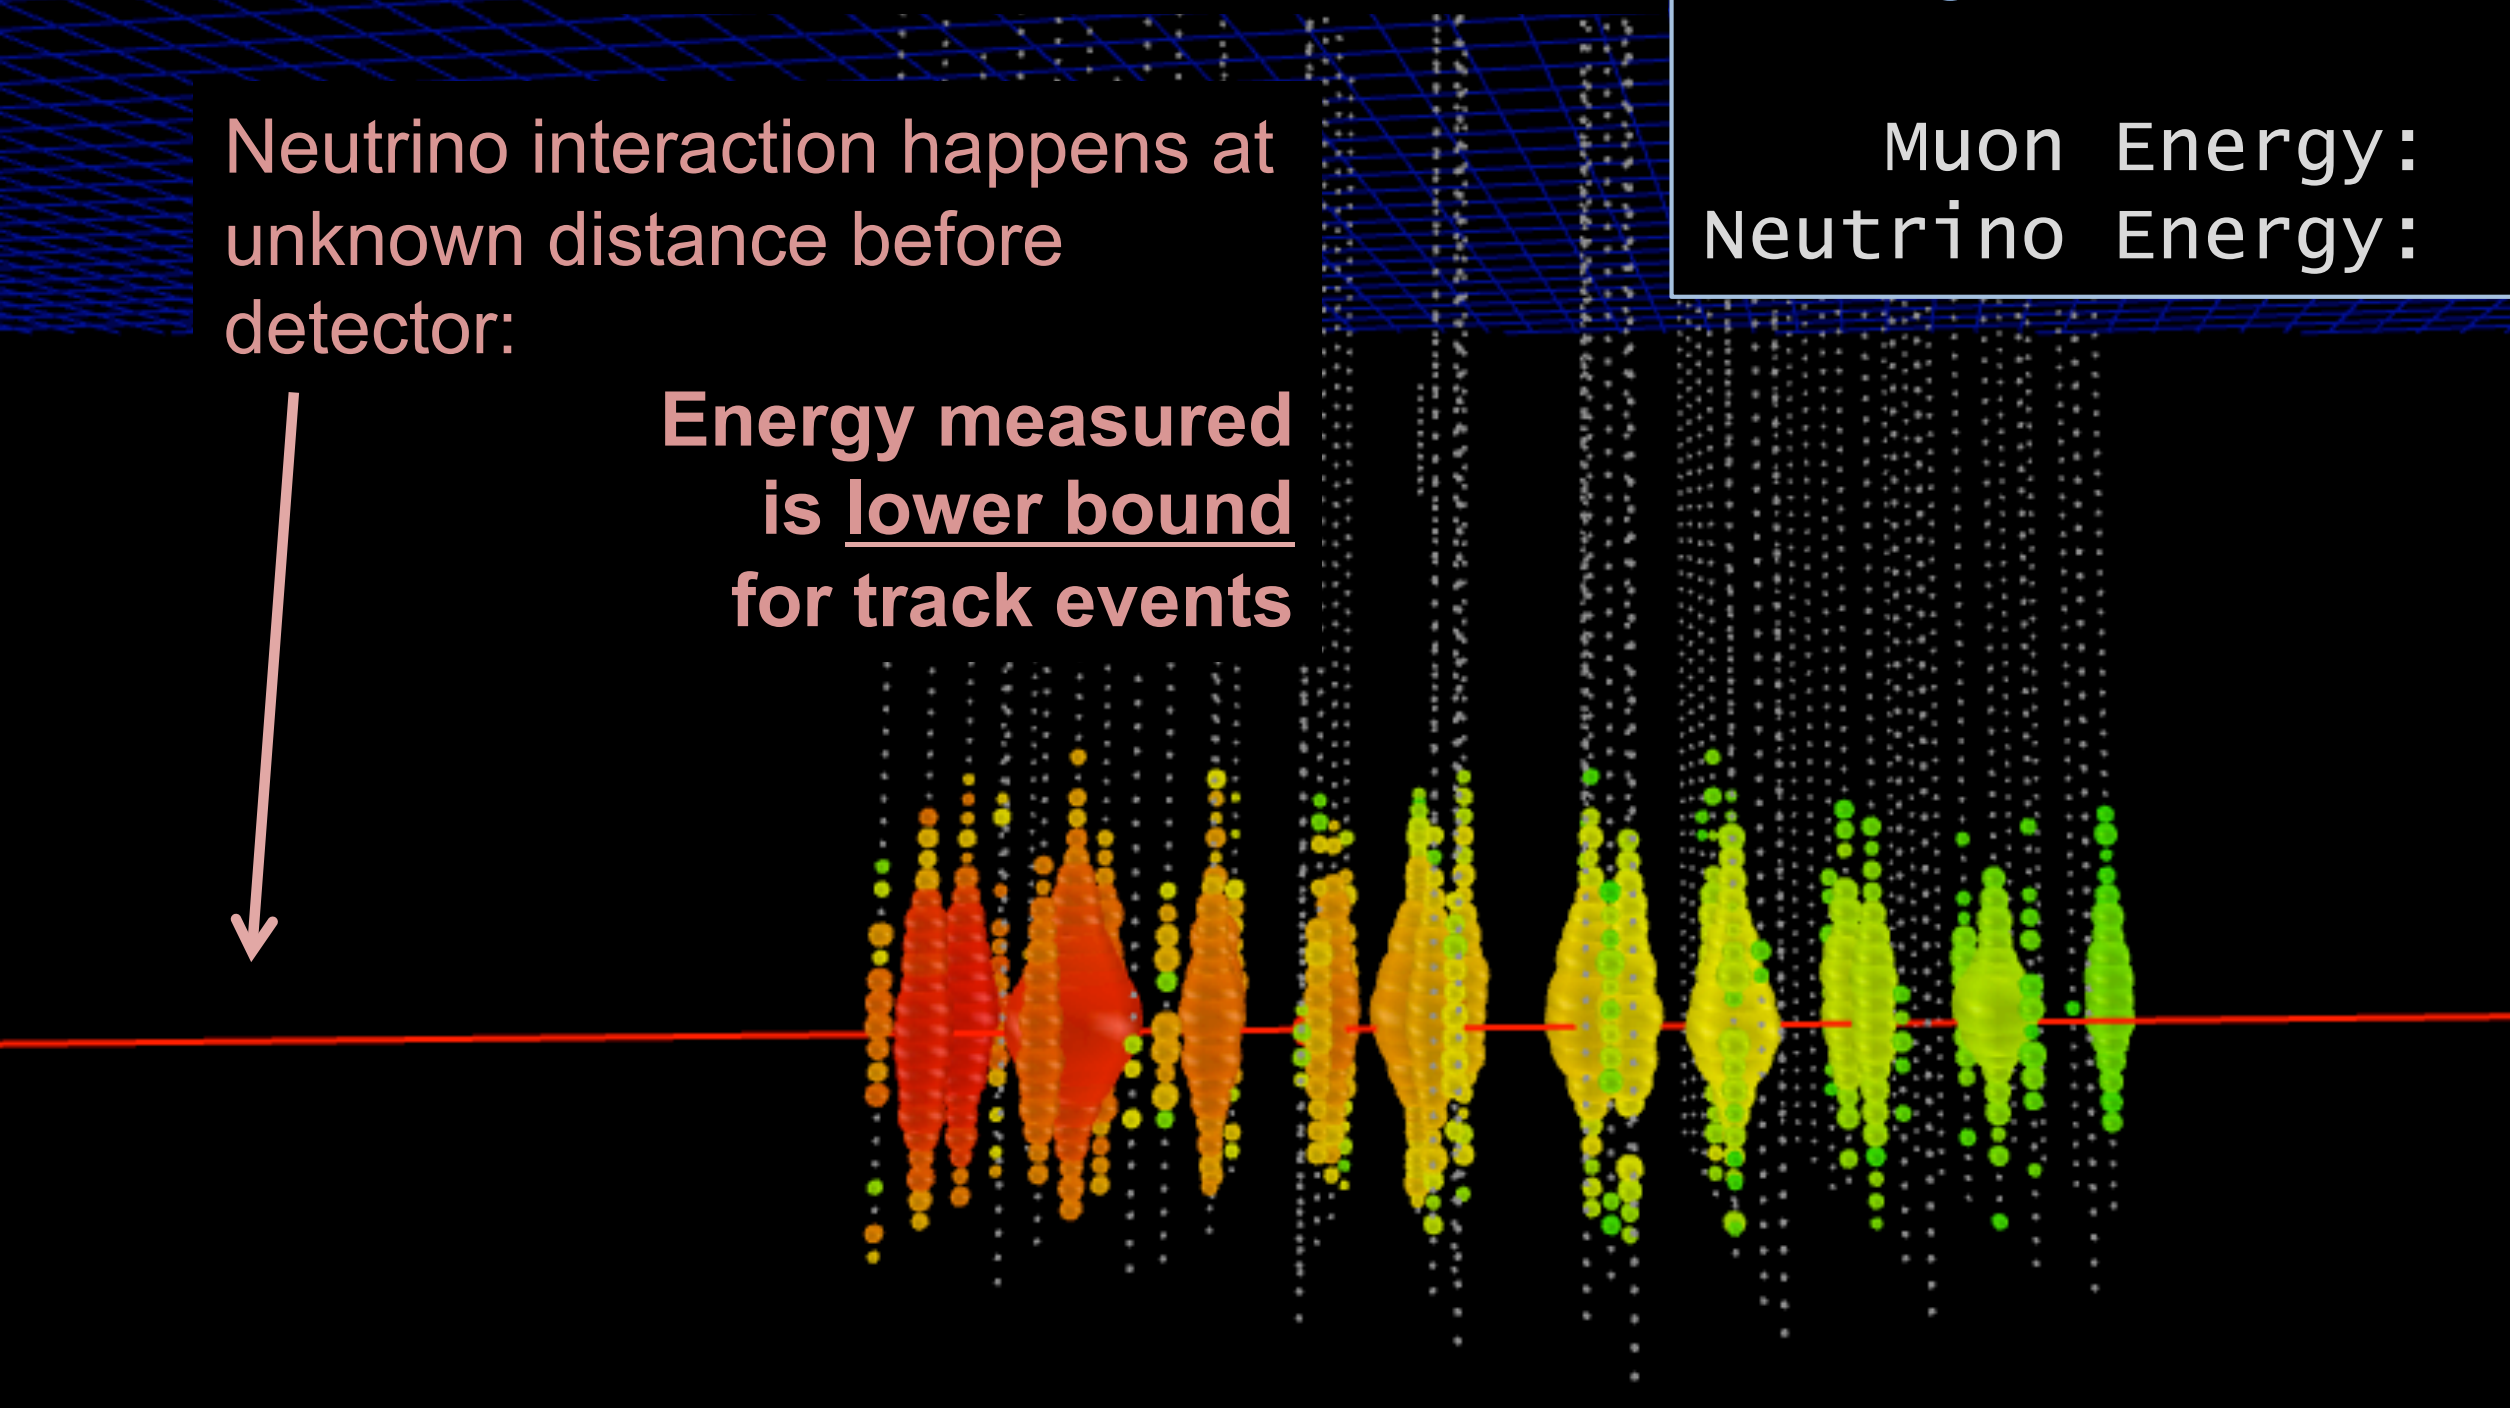 Neutrino interaction happens at
unknown distance before
detector:
Energy measured
is lower bound
for track events
Muon Energy:
Neutrino Energy: